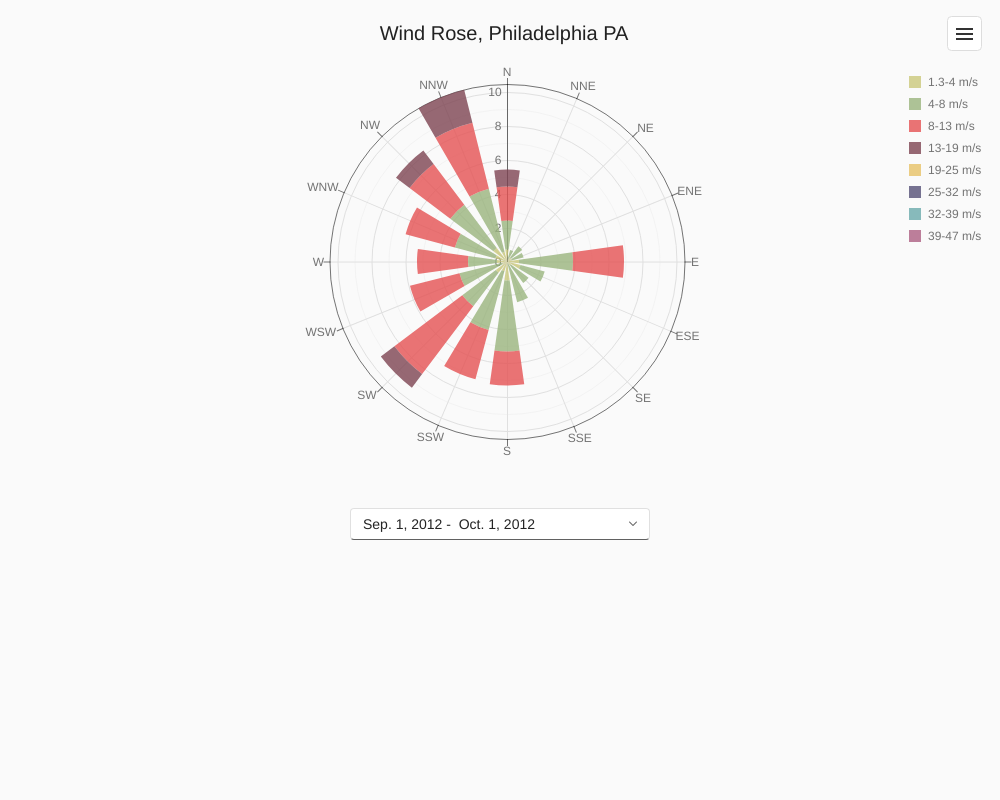 Wind Rose, Philadelphia PA
N
NNE
NE
ENE
E
ESE
SE
SSE
S
SSW
SW
WSW
W
WNW
NW
NNW
10
8
6
4
2
0
1.3-4 m/s
4-8 m/s
8-13 m/s
13-19 m/s
19-25 m/s
25-32 m/s
32-39 m/s
39-47 m/s
Sep. 1, 2012 -  Oct. 1, 2012